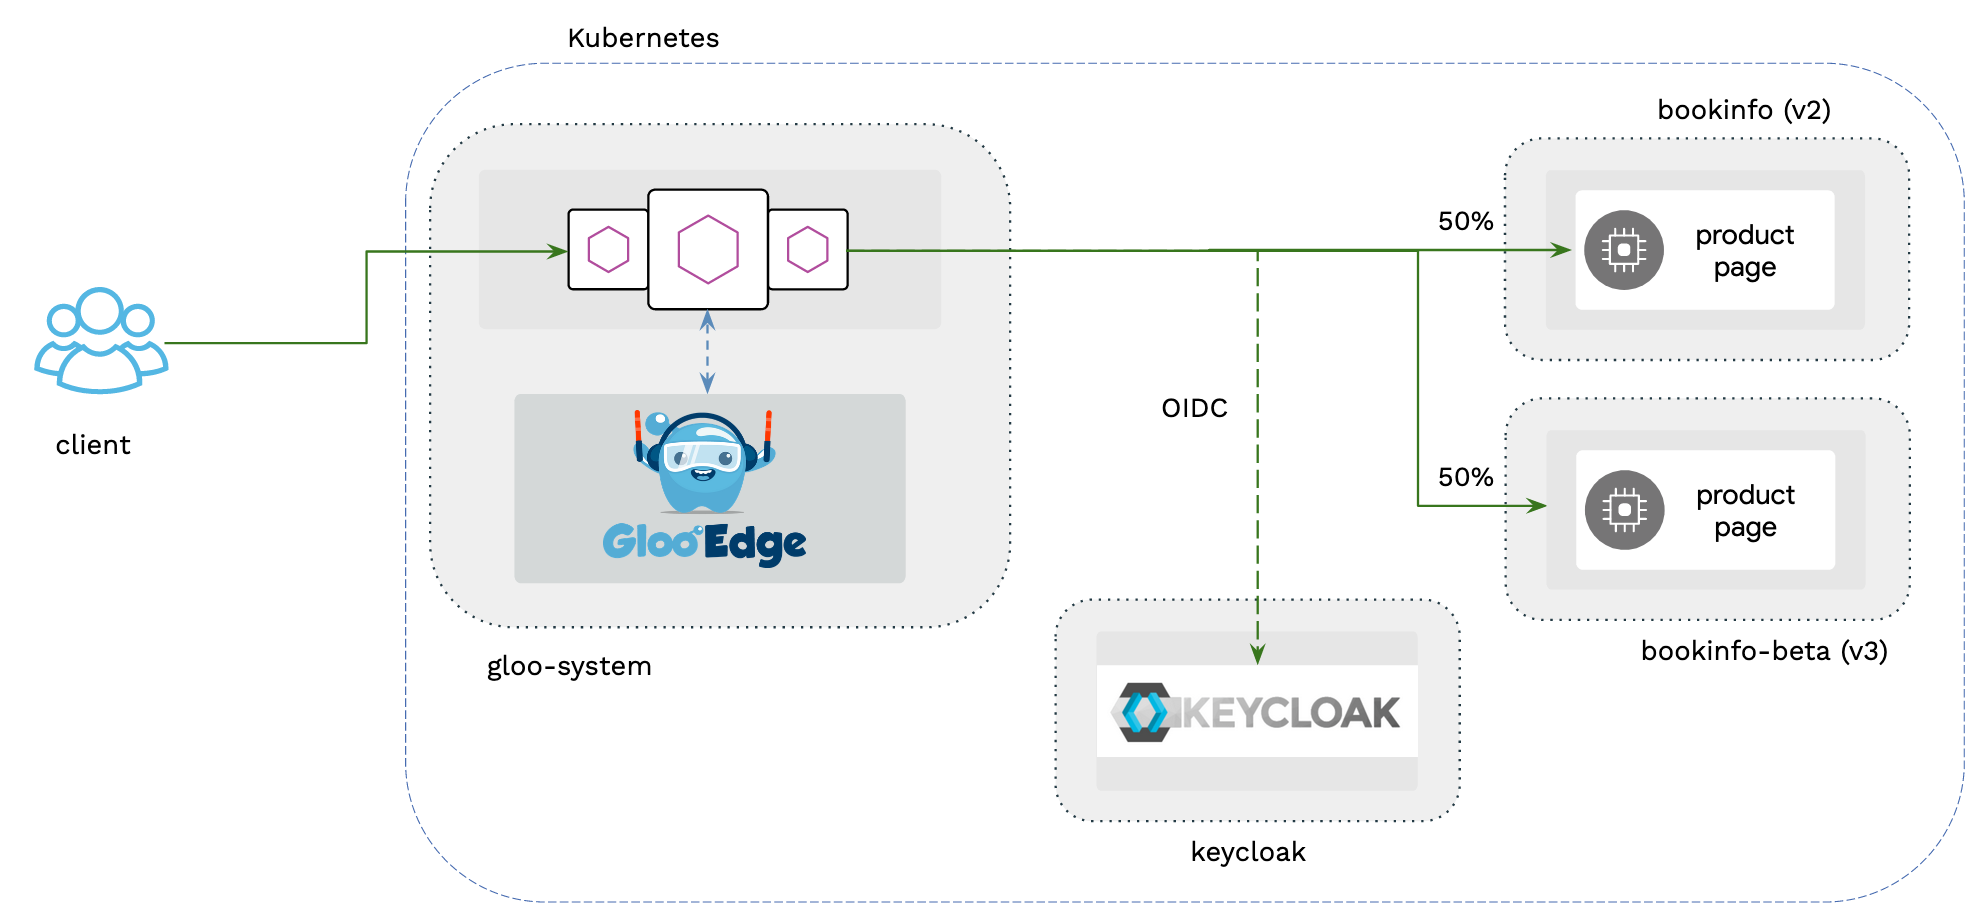 Kubernetes
bookinfo (v2)
50%
product
page
client
OIDC
50%
product
page
Gloo Edge
bookinfo-beta (v3)
gloo-system
KEYCLOAK
keycloak